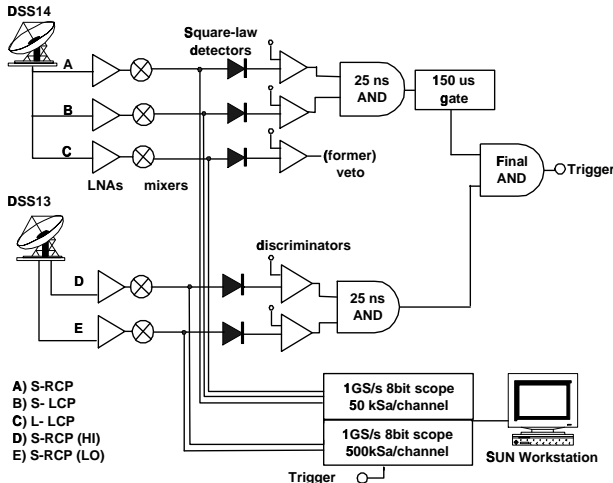 DSS14
Square-law
detectors
A
B
C
25 ns
AND
150 us
gate
LNAs
mixers
(former)
veto
Final
AND
Trigger
DSS13
discriminators
D
E
25 ns
AND
A) S-RCP
B) S- LCP
C) L- LCP
D) S-RCP (HI)
E) S-RCP (LO)
1GS/s 8bit scope
50 kSa/channel
1GS/s 8bit scope
500kSa/channel
SUN Workstation
Trigger